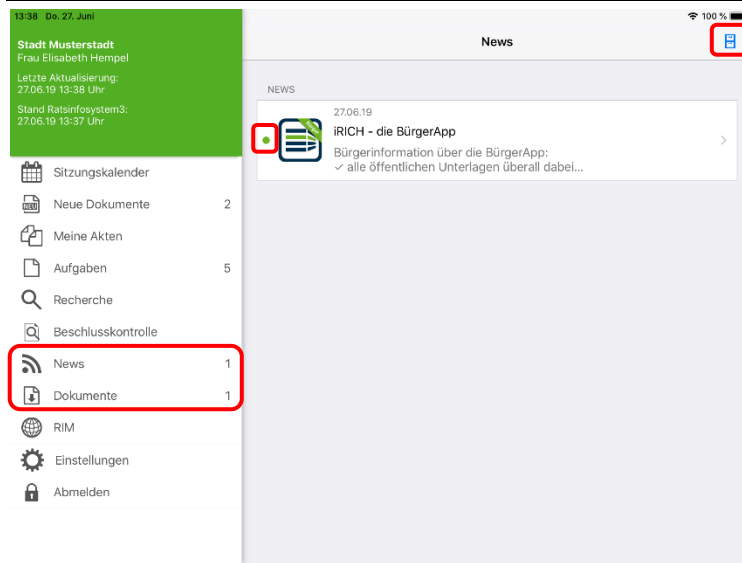 13:38 Do. 27. Juni
100 %
Stadt Musterstadt
Frau Elisabeth Hempel
Letzte Aktualisierung:
27.06.19 13:38 Uhr
Stand Ratsinfosystem3:
27.06.19 13:37 Uhr
Sitzungskalender
NEU
Neue Dokumente 2
Meine Akten
Aufgaben 5
Recherche
Beschlusskontrolle
News 1
Dokumente 1
RIM
Einstellungen
Abmelden
News
NEWS
27.06.19
iRICH - die BürgerApp
Bürgerinformation über die BürgerApp:
✓ alle öffentlichen Unterlagen überall dabei...